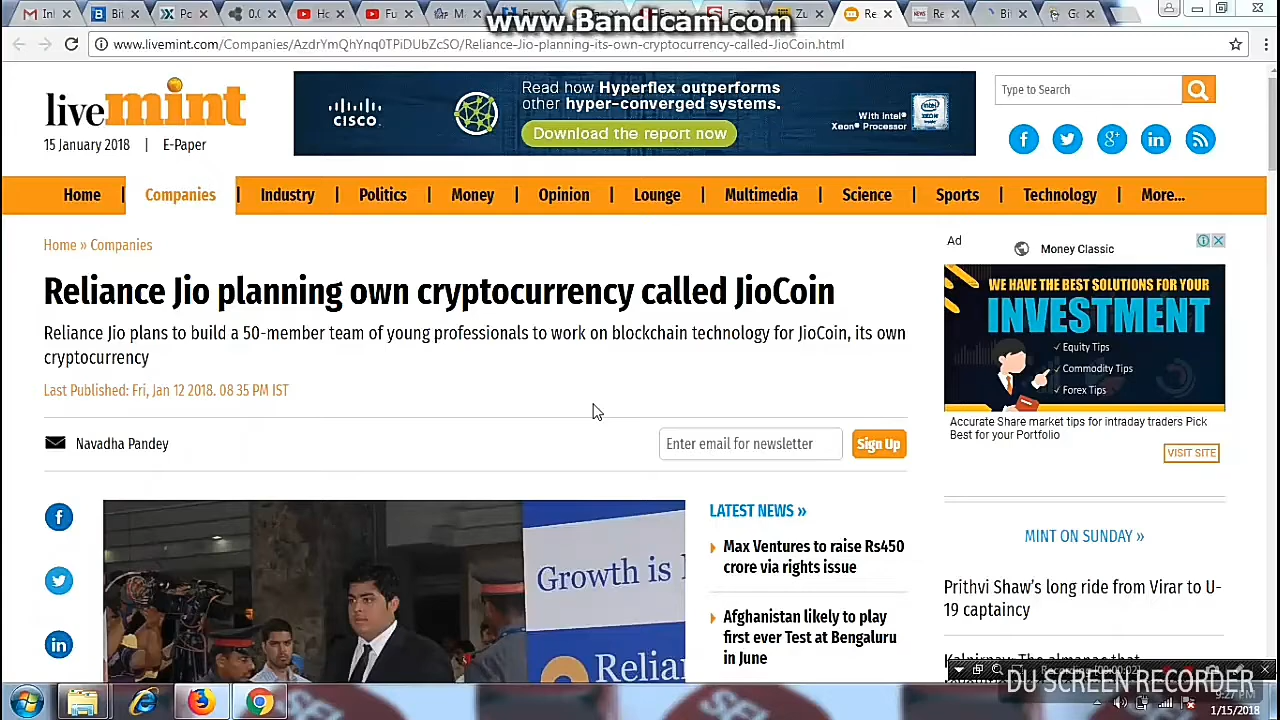 www.Bandicam.com
www.livemint.com/Companies/AzdrYmQhYnq0TPiDUbZcSO/Reliance-Jio-planning-its-own-cryptocurrency-called-JioCoin.html
livemint
15 January 2018 | E-Paper
CISCO.
Read how Hyperflex outperforms
other hyper-converged systems.
Download the report now
With Intel®
Xeon® Processor
Type to Search
Home | Companies | Industry | Politics | Money | Opinion | Lounge | Multimedia | Science | Sports | Technology | More...
Home » Companies
Reliance Jio planning own cryptocurrency called JioCoin
Reliance Jio plans to build a 50-member team of young professionals to work on blockchain technology for JioCoin, its own
cryptocurrency
Last Published: Fri, Jan 12 2018. 08 35 PM IST
Navadha Pandey
Enter email for newsletter
Sign Up
Growth is
LATEST NEWS »
Max Ventures to raise Rs450
crore via rights issue
Afghanistan likely to play
first ever Test at Bengaluru
in June
Ad
Money Classic
WE HAVE THE BEST SOLUTIONS FOR YOUR
INVESTMENT
✓ Equity Tips
✓ Commodity Tips
✓ Forex Tips
Accurate Share market tips for intraday traders Pick
Best for your Portfolio
VISIT SITE
MINT ON SUNDAY »
Prithvi Shaw's long ride from Virar to U-
19 captaincy
DU SCREEN RECORDER
9:27 PM
1/15/2018